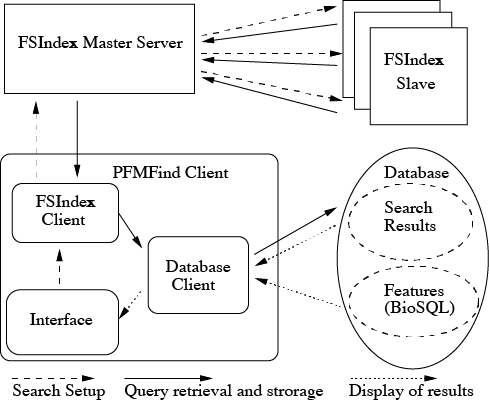 FSIndex Master Server
FSIndex
Slave
PFMFind Client
FSIndex
Client
Database
Client
Interface
Database
Search
Results
Features
(BioSQL)
Search Setup
Query retrieval and strorage
Display of results